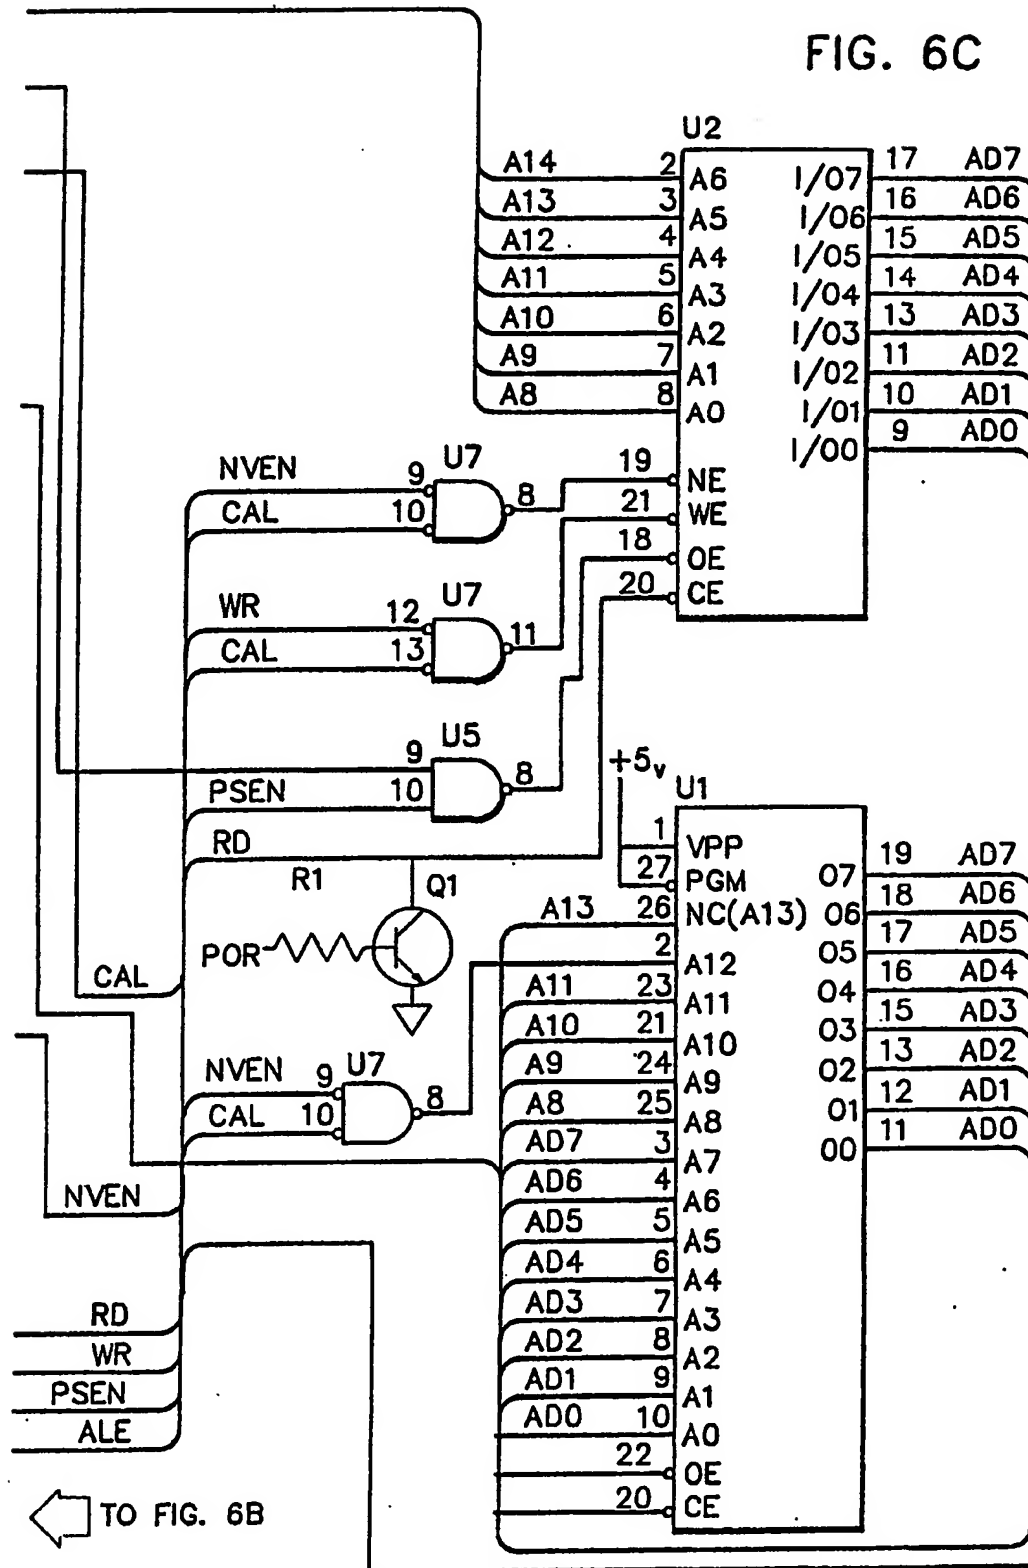 FIG. 6C
U2
A14 2 A6 I/07 17 AD7
A13 3 A5 I/06 16 AD6
A12 4 A4 I/05 15 AD5
A11 5 A3 I/04 14 AD4
A10 6 A2 I/03 13 AD3
A9 7 A1 I/02 11 AD2
A8 8 A0 I/01 10 AD1
I/00 9 AD0
NVEN 9 U7 8 19 NE
CAL 10 21 WE
18 OE
20 CE
WR 12 U7 11
CAL 13
9 U5 8
PSEN 10
RD
R1 Q1
POR
+5v
U1
1 VPP
27 PGM O7 19 AD7
A13 26 NC(A13) O6 18 AD6
2 A12 O5 17 AD5
A11 23 A11 O4 16 AD4
A10 21 A10 O3 15 AD3
A9 24 A9 O2 13 AD2
A8 25 A8 O1 12 AD1
AD7 3 A7 O0 11 AD0
AD6 4 A6
AD5 5 A5
AD4 6 A4
AD3 7 A3
AD2 8 A2
AD1 9 A1
AD0 10 A0
22 OE
20 CE
CAL
NVEN 9 U7 8
CAL 10
NVEN
RD
WR
PSEN
ALE
TO FIG. 6B